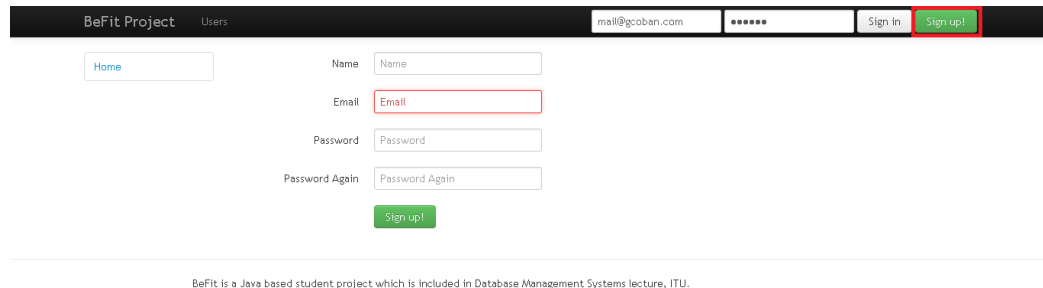 BeFit Project Users mail@gcoban.com •••••• Sign in Sign up!
Home
Name Name
Email Email
Password Password
Password Again Password Again
Sign up!
BeFit is a Java based student project which is included in Database Management Systems lecture, ITU.